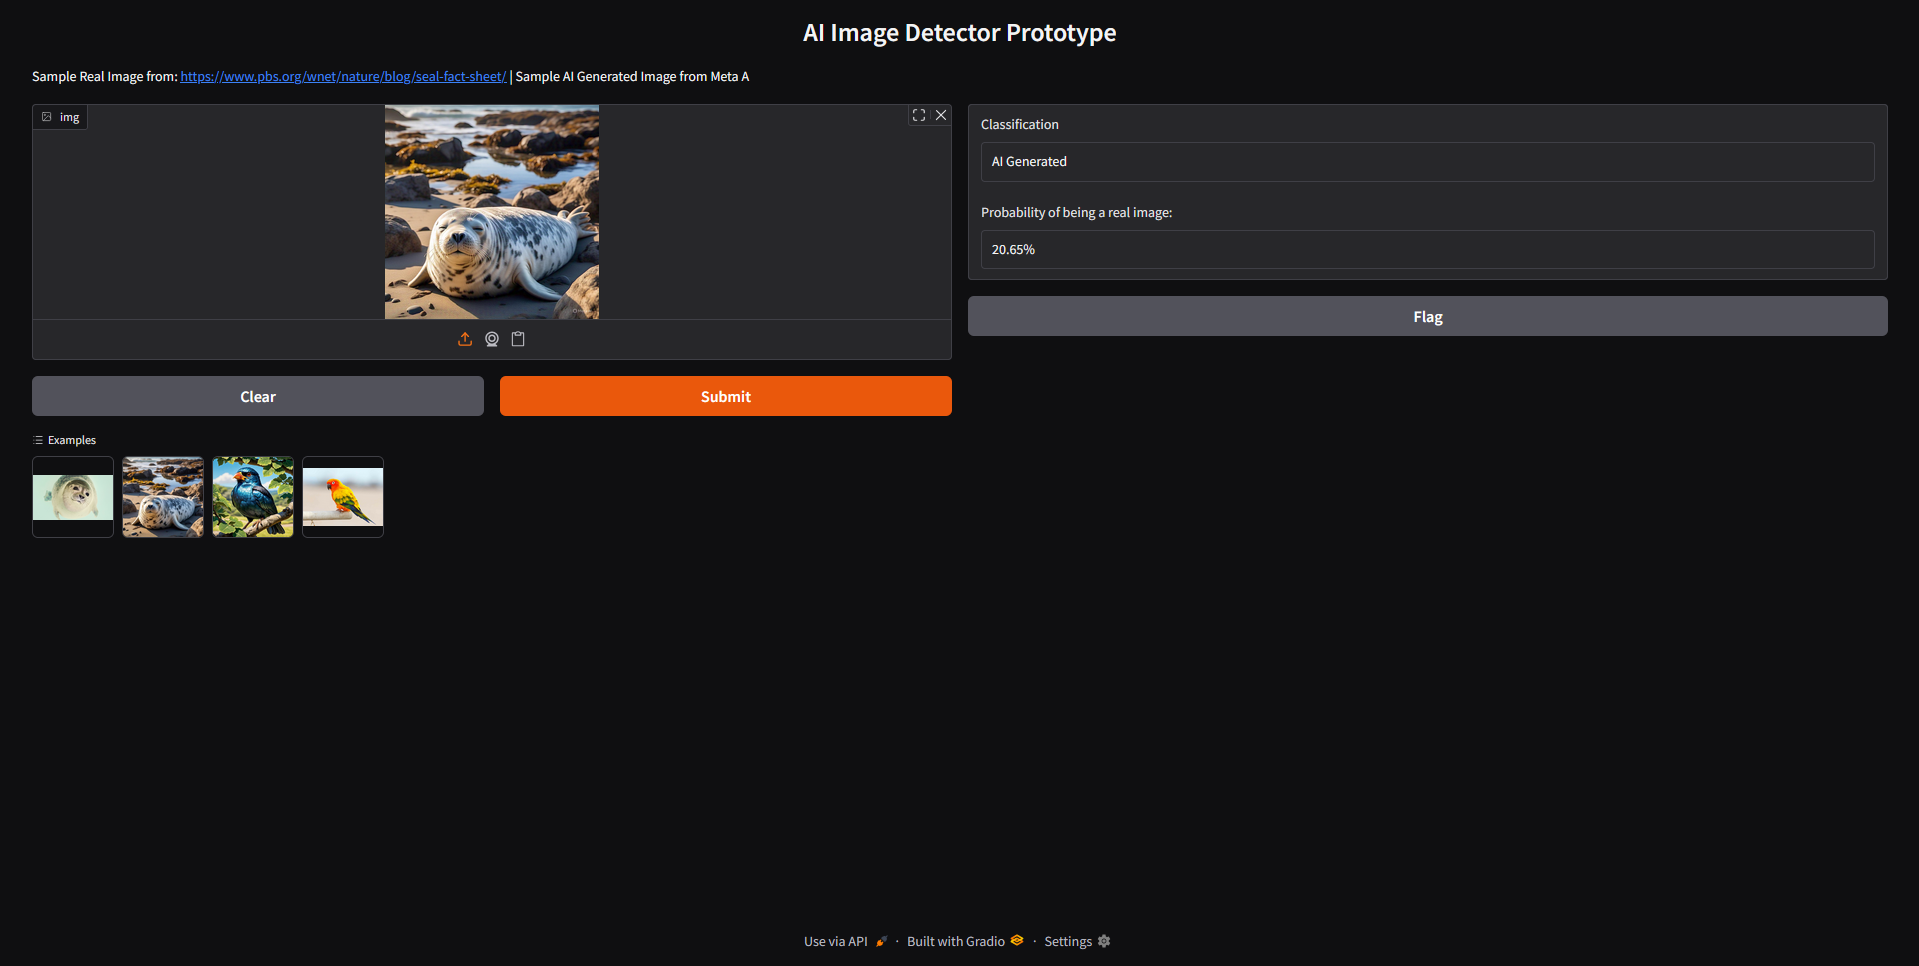 AI Image Detector Prototype
Sample Real Image from: https://www.pbs.org/wnet/nature/blog/seal-fact-sheet/ | Sample AI Generated Image from Meta A
img
Classification
AI Generated
Probability of being a real image:
20.65%
Flag
Clear
Submit
Examples
Use via API · Built with Gradio · Settings